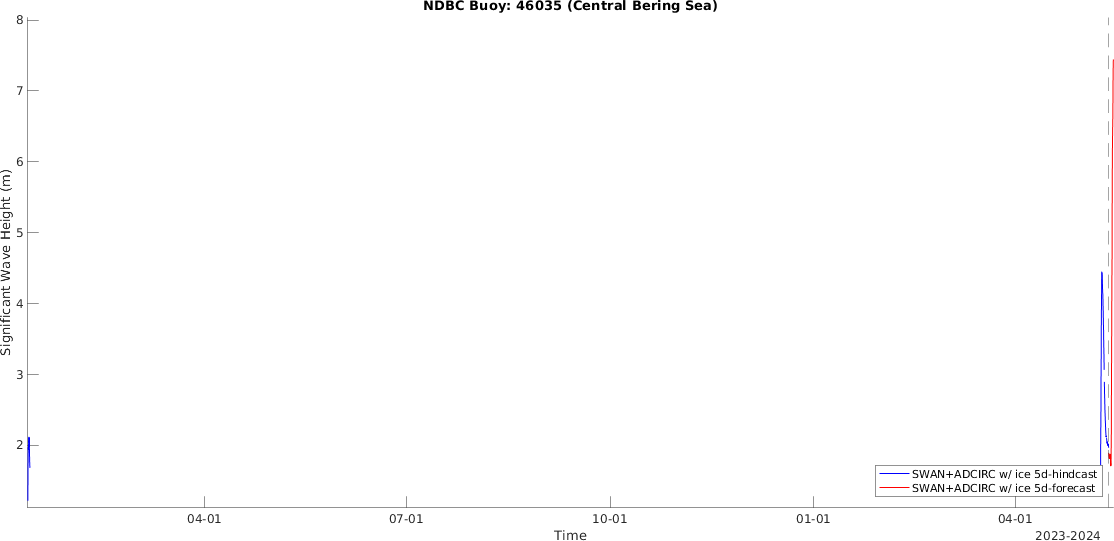 NDBC Buoy: 46035 (Central Bering Sea)
8
7
6
5
4
3
2
Significant Wave Height (m)
SWAN+ADCIRC w/ ice 5d-hindcast
SWAN+ADCIRC w/ ice 5d-forecast
04-01 07-01 10-01 01-01 04-01
Time
2023-2024